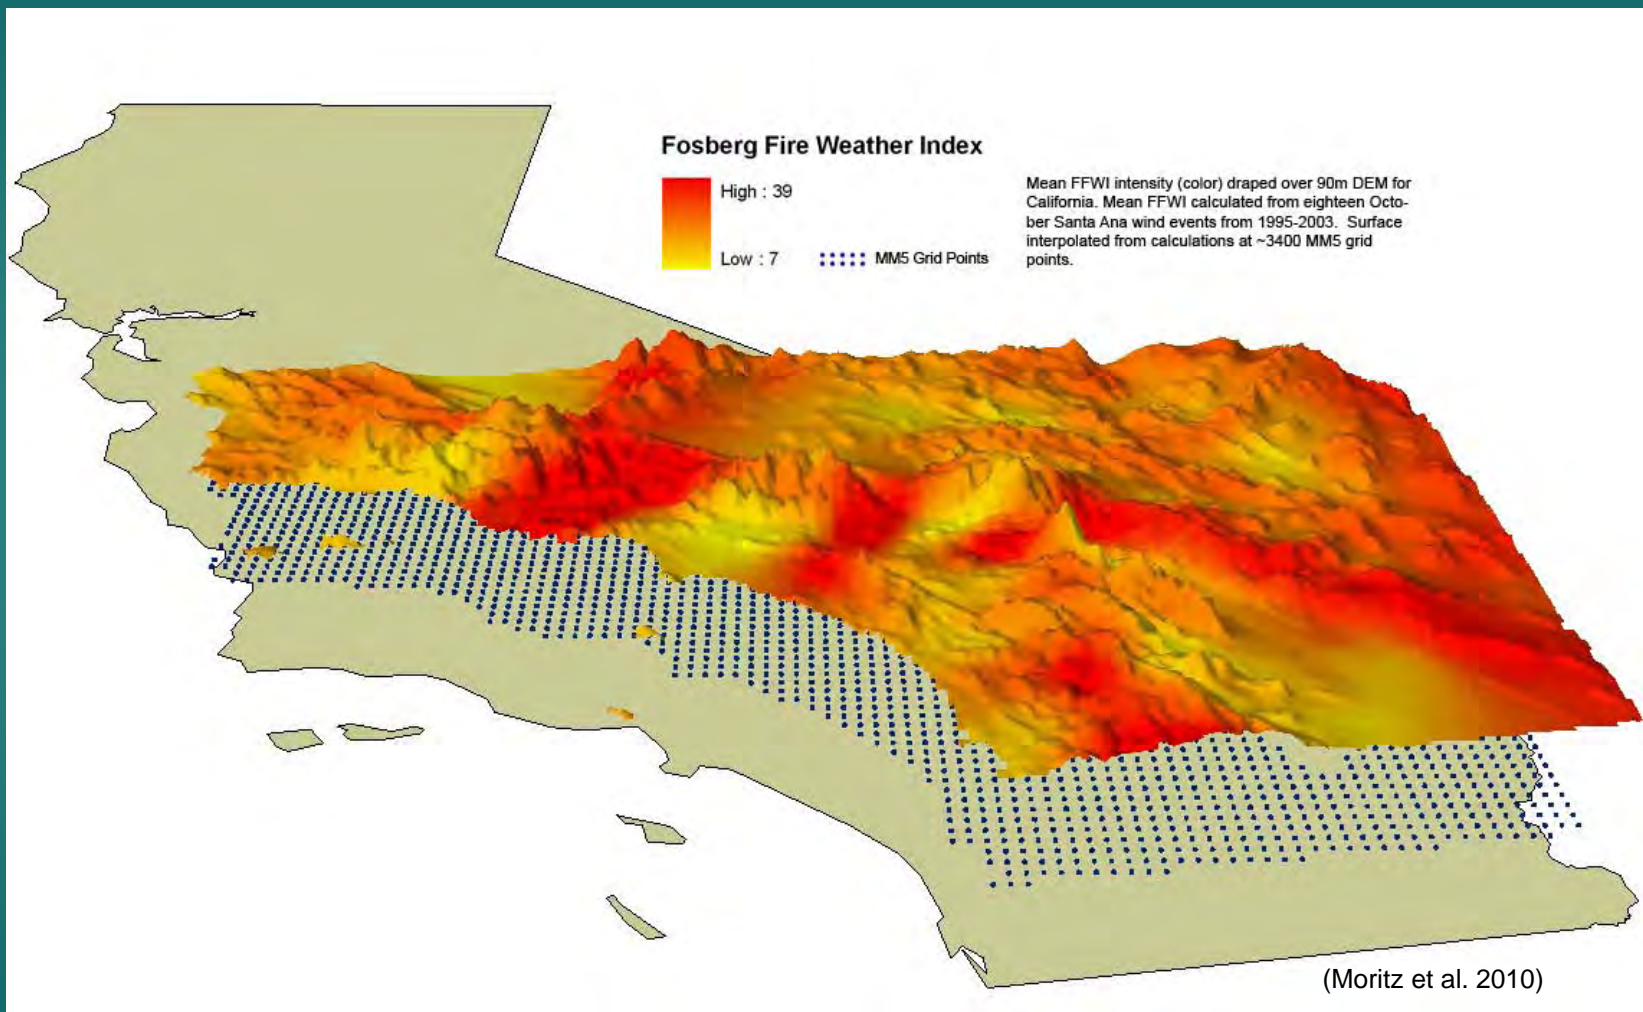 Fosberg Fire Weather Index
High : 39
Low : 7
MM5 Grid Points
Mean FFWI intensity (color) draped over 90m DEM for
California. Mean FFWI calculated from eighteen Octo-
ber Santa Ana wind events from 1995-2003. Surface
interpolated from calculations at ~3400 MM5 grid
points.
(Moritz et al. 2010)